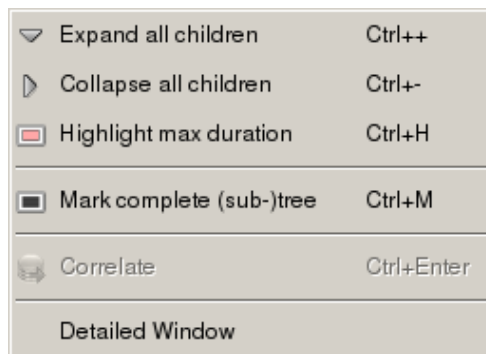 Expand all children Ctrl++
Collapse all children Ctrl+-
Highlight max duration Ctrl+H
Mark complete (sub-)tree Ctrl+M
Correlate Ctrl+Enter
Detailed Window